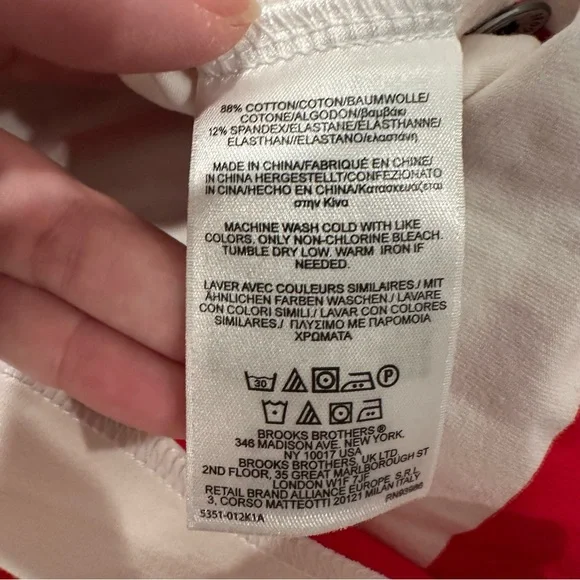 88% COTTON/COTON/BAUMWOLLE/
COTONE/ALGODON/βαμβάκι
12% SPANDEX/ELASTANE/ÉLASTHANNE/
ELASTHAN/ELASTANO/ελαστάνη
MADE IN CHINA/FABRIQUÉ EN CHINE/
IN CHINA HERGESTELLT/CONFEZIONATO
IN CINA/HECHO EN CHINA/Κατασκευάζεται
στην Κίνα
MACHINE WASH COLD WITH LIKE
COLORS. ONLY NON-CHLORINE BLEACH.
TUMBLE DRY LOW. WARM IRON IF
NEEDED.
LAVER AVEC COULEURS SIMILAIRES./ MIT
ÄHNLICHEN FARBEN WASCHEN./ LAVARE
CON COLORI SIMILI./ LAVAR CON COLORES
SIMILARES./ ΠΛΥΣΙΜΟ ΜΕ ΠΑΡΟΜΟΙΑ
ΧΡΩΜΑΤΑ
30 P
BROOKS BROTHERS ®
346 MADISON AVE. NEW YORK,
NY 10017 USA
BROOKS BROTHERS, UK LTD.
2ND FLOOR, 35 GREAT MARLBOROUGH ST
LONDON W1F 7JF
RETAIL BRAND ALLIANCE EUROPE, S.R.L.
3, CORSO MATTEOTTI 20121 MILAN ITALY
5351-012K1A